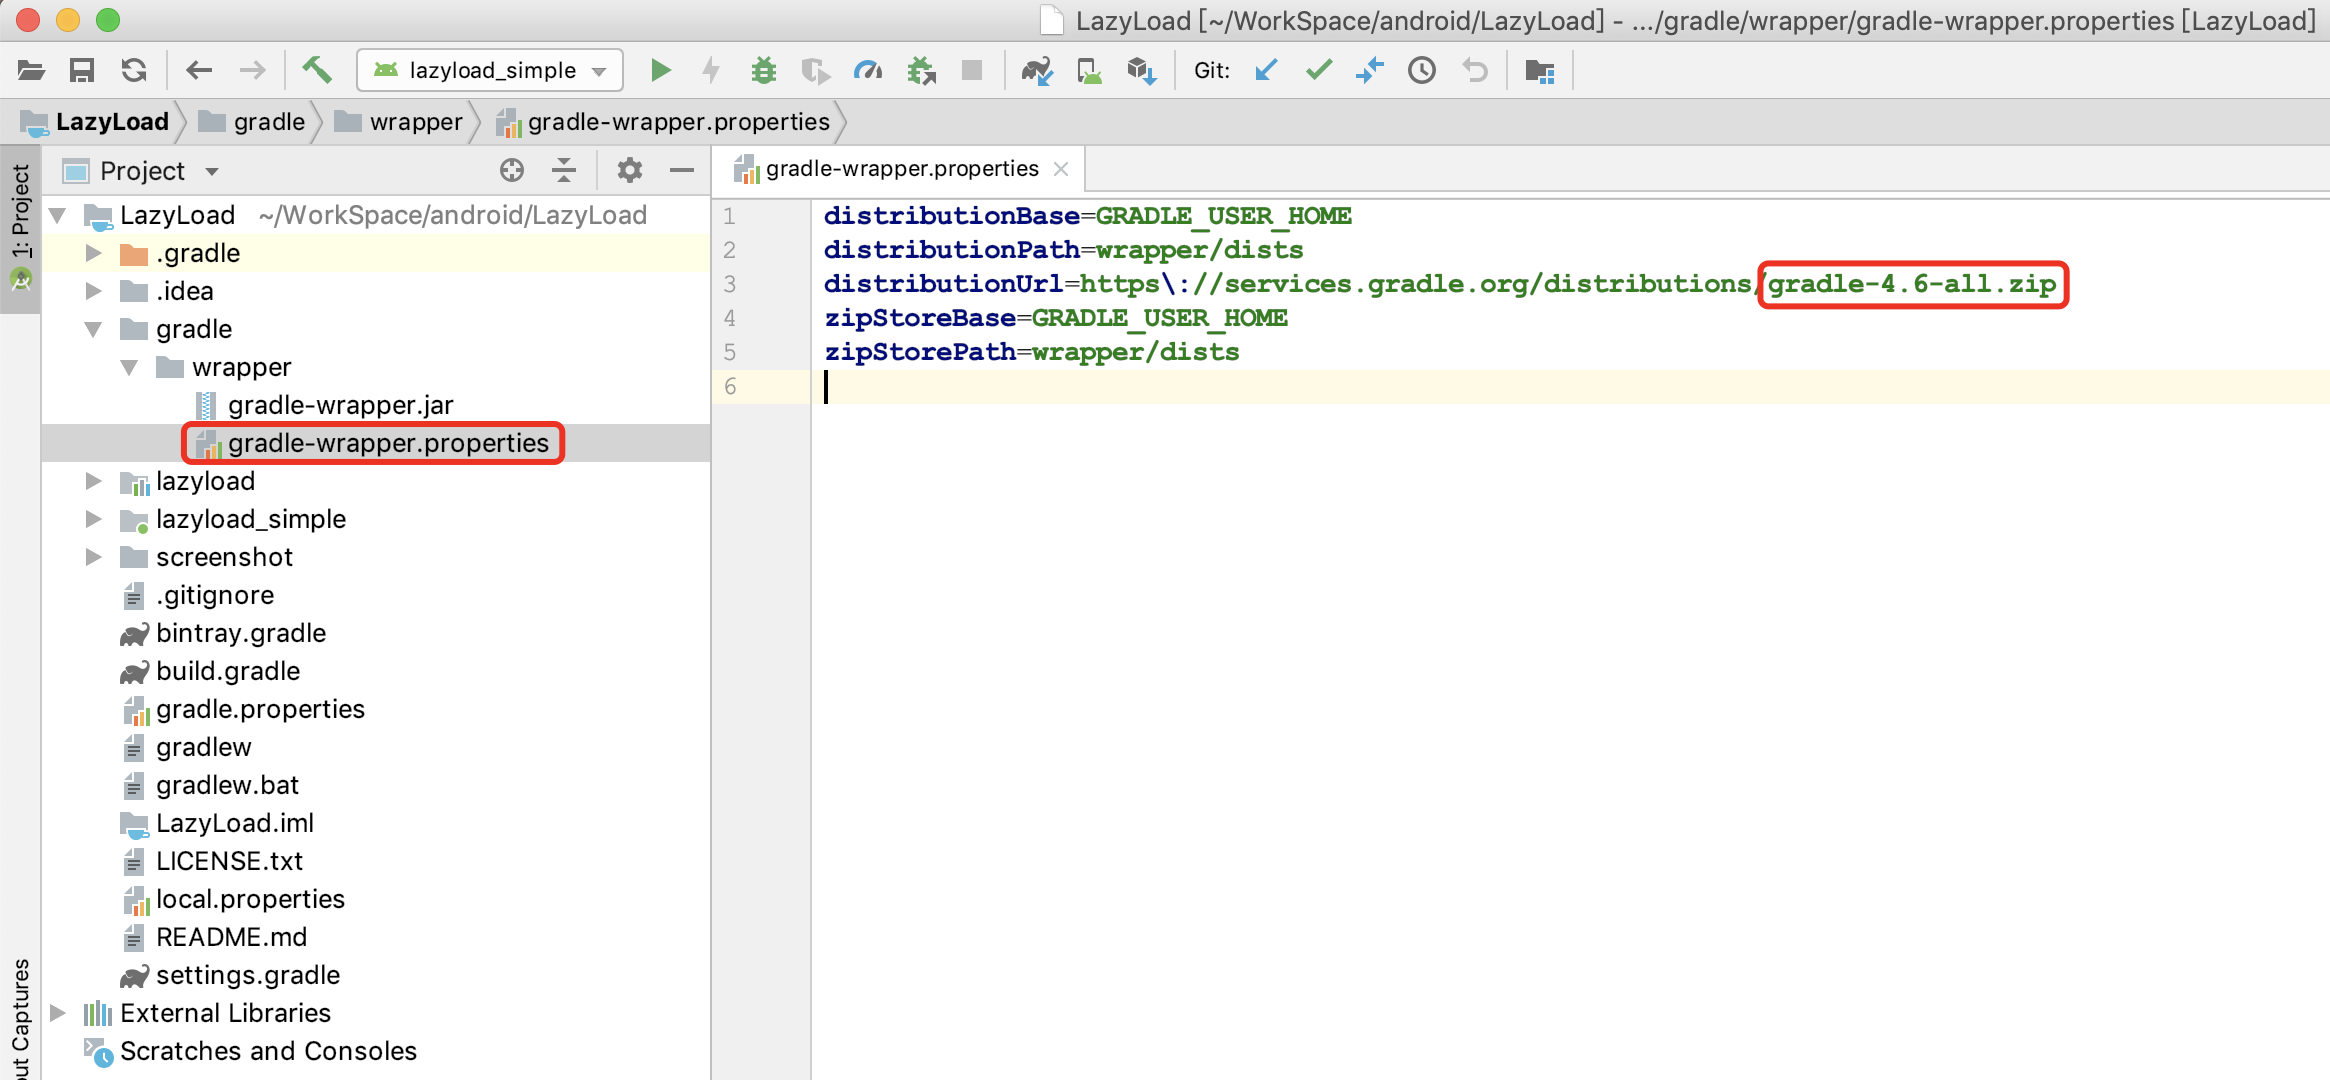 LazyLoad [~/WorkSpace/android/LazyLoad] - .../gradle/wrapper/gradle-wrapper.properties [LazyLoad]
lazyload_simple
Git:
LazyLoad gradle wrapper gradle-wrapper.properties
1: Project
Project
gradle-wrapper.properties
LazyLoad ~/WorkSpace/android/LazyLoad
.gradle
.idea
gradle
wrapper
gradle-wrapper.jar
gradle-wrapper.properties
lazyload
lazyload_simple
screenshot
.gitignore
bintray.gradle
build.gradle
gradle.properties
gradlew
gradlew.bat
LazyLoad.iml
LICENSE.txt
local.properties
README.md
settings.gradle
External Libraries
Scratches and Consoles
Captures
1 distributionBase=GRADLE_USER_HOME
2 distributionPath=wrapper/dists
3 distributionUrl=https\://services.gradle.org/distributions/gradle-4.6-all.zip
4 zipStoreBase=GRADLE_USER_HOME
5 zipStorePath=wrapper/dists
6